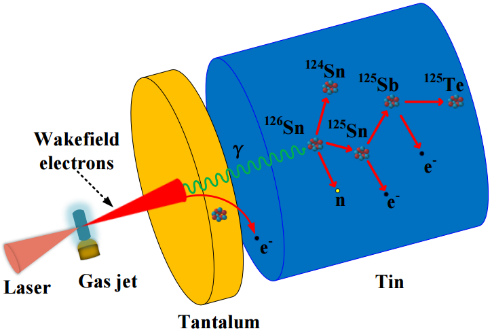 ¹²⁴Sn
¹²⁵Sb
¹²⁵Te
¹²⁶Sn
¹²⁵Sn
Wakefield
electrons
γ
n
e⁻
e⁻
e⁻
Laser
Gas jet
Tin
Tantalum